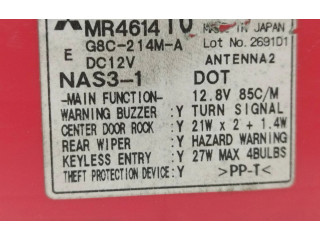 MR461410 MADE IN JAPAN
E G8C-214M-A Lot No. 2691D1
DC12V ANTENNA2
NAS3-1 DOT
-MAIN FUNCTION- 12.8V 85C/M
WARNING BUZZER :Y TURN SIGNAL
CENTER DOOR ROCK :Y 21W x 2 + 1.4W
REAR WIPER :Y HAZARD WARNING
KEYLESS ENTRY :Y 27W MAX 4BULBS
THEFT PROTECTION DEVICE :Y >PP-T<